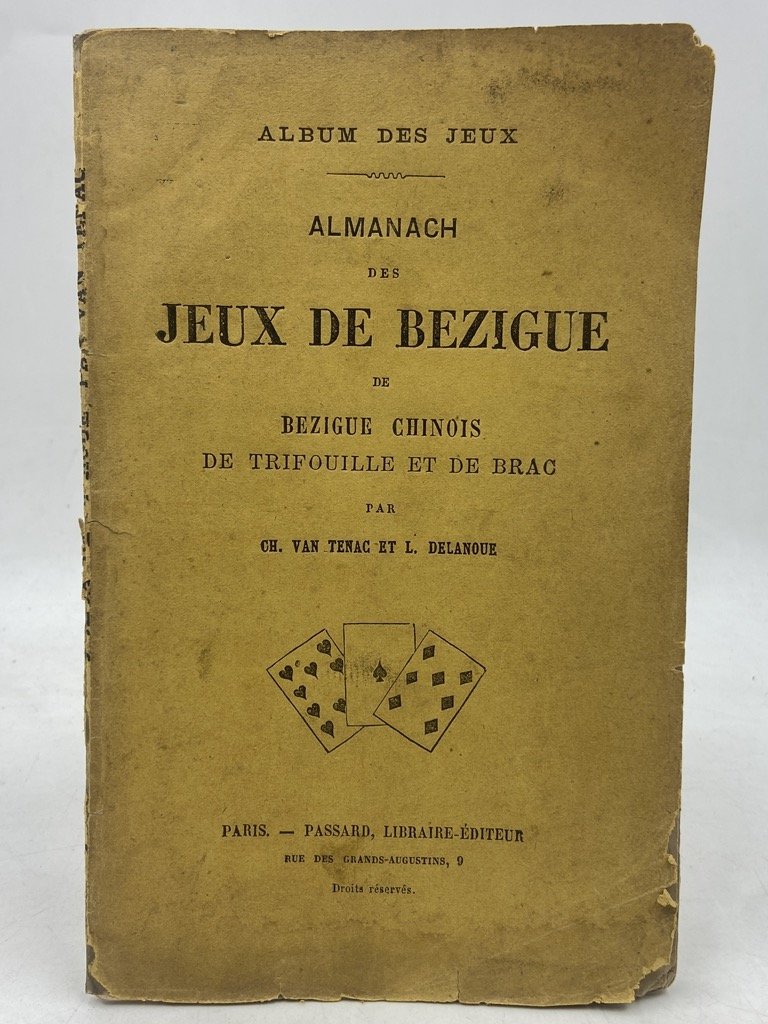 ALBUM DES JEUX
ALMANACH
DES
JEUX DE BEZIGUE
DE
BEZIGUE CHINOIS
DE TRIFOUILLE ET DE BRAC
PAR
CH. VAN TENAC ET L. DELANOUE
PARIS. — PASSARD, LIBRAIRE-ÉDITEUR
RUE DES GRANDS-AUGUSTINS, 9
Droits réservés.